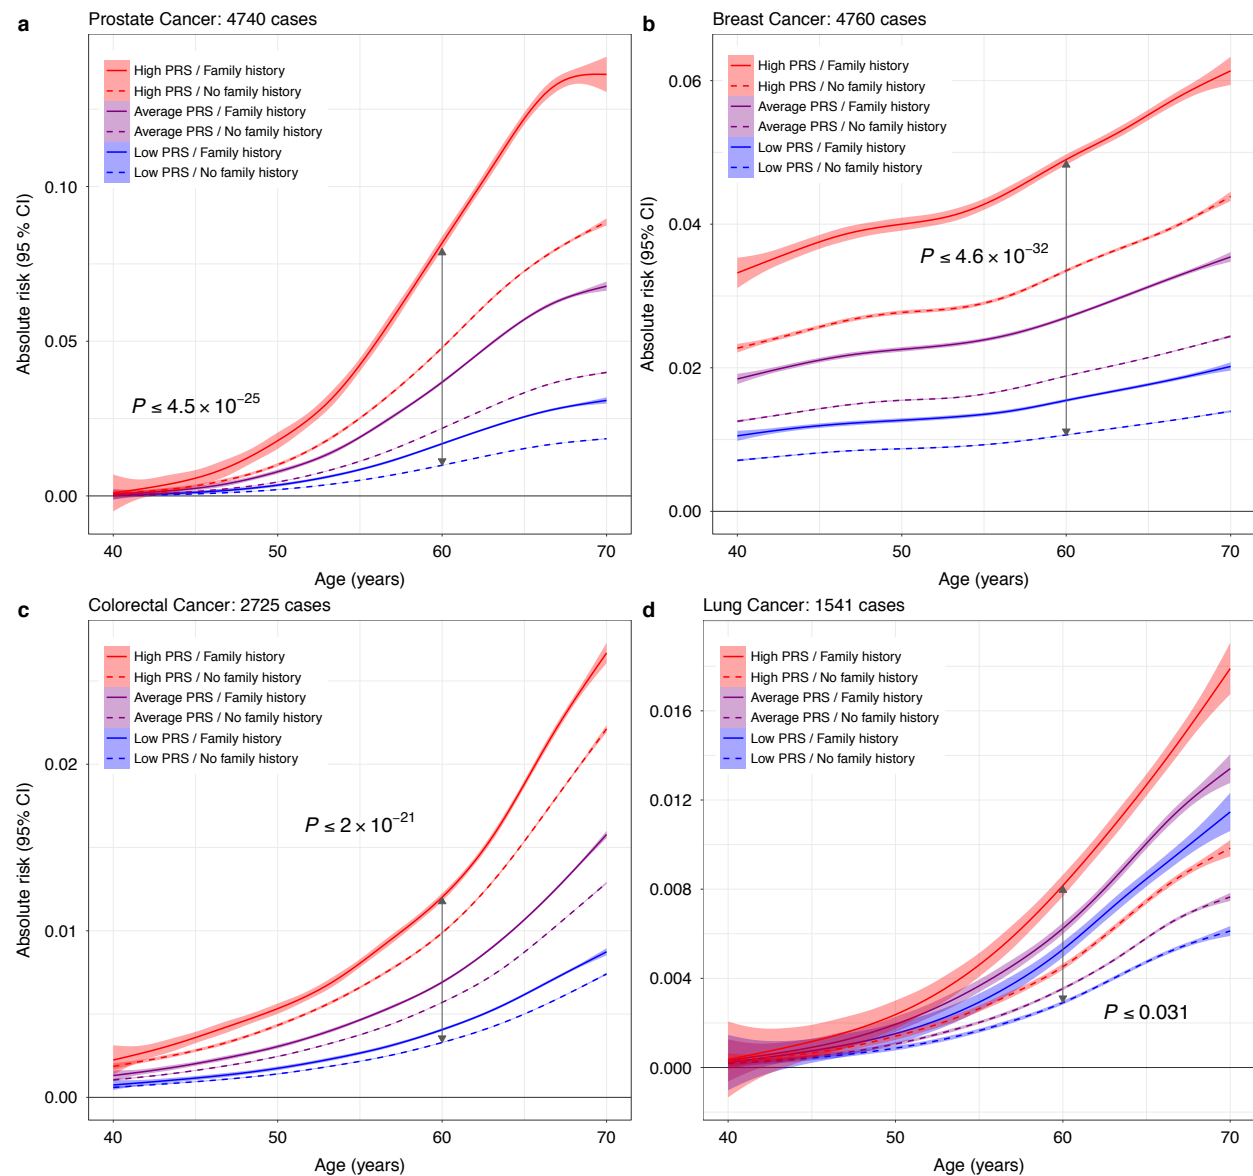 a
Prostate Cancer: 4740 cases
High PRS / Family history
High PRS / No family history
Average PRS / Family history
Average PRS / No family history
Low PRS / Family history
Low PRS / No family history
P ≤ 4.5 × 10⁻²⁵
Absolute risk (95 % CI)
0.10
0.05
0.00
40 50 60 70
Age (years)
b
Breast Cancer: 4760 cases
High PRS / Family history
High PRS / No family history
Average PRS / Family history
Average PRS / No family history
Low PRS / Family history
Low PRS / No family history
P ≤ 4.6 × 10⁻³²
Absolute risk (95% CI)
0.06
0.04
0.02
0.00
40 50 60 70
Age (years)
c
Colorectal Cancer: 2725 cases
High PRS / Family history
High PRS / No family history
Average PRS / Family history
Average PRS / No family history
Low PRS / Family history
Low PRS / No family history
P ≤ 2 × 10⁻²¹
Absolute risk (95% CI)
0.02
0.01
0.00
40 50 60 70
Age (years)
d
Lung Cancer: 1541 cases
High PRS / Family history
High PRS / No family history
Average PRS / Family history
Average PRS / No family history
Low PRS / Family history
Low PRS / No family history
P ≤ 0.031
0.016
0.012
0.008
0.004
0.000
40 50 60 70
Age (years)